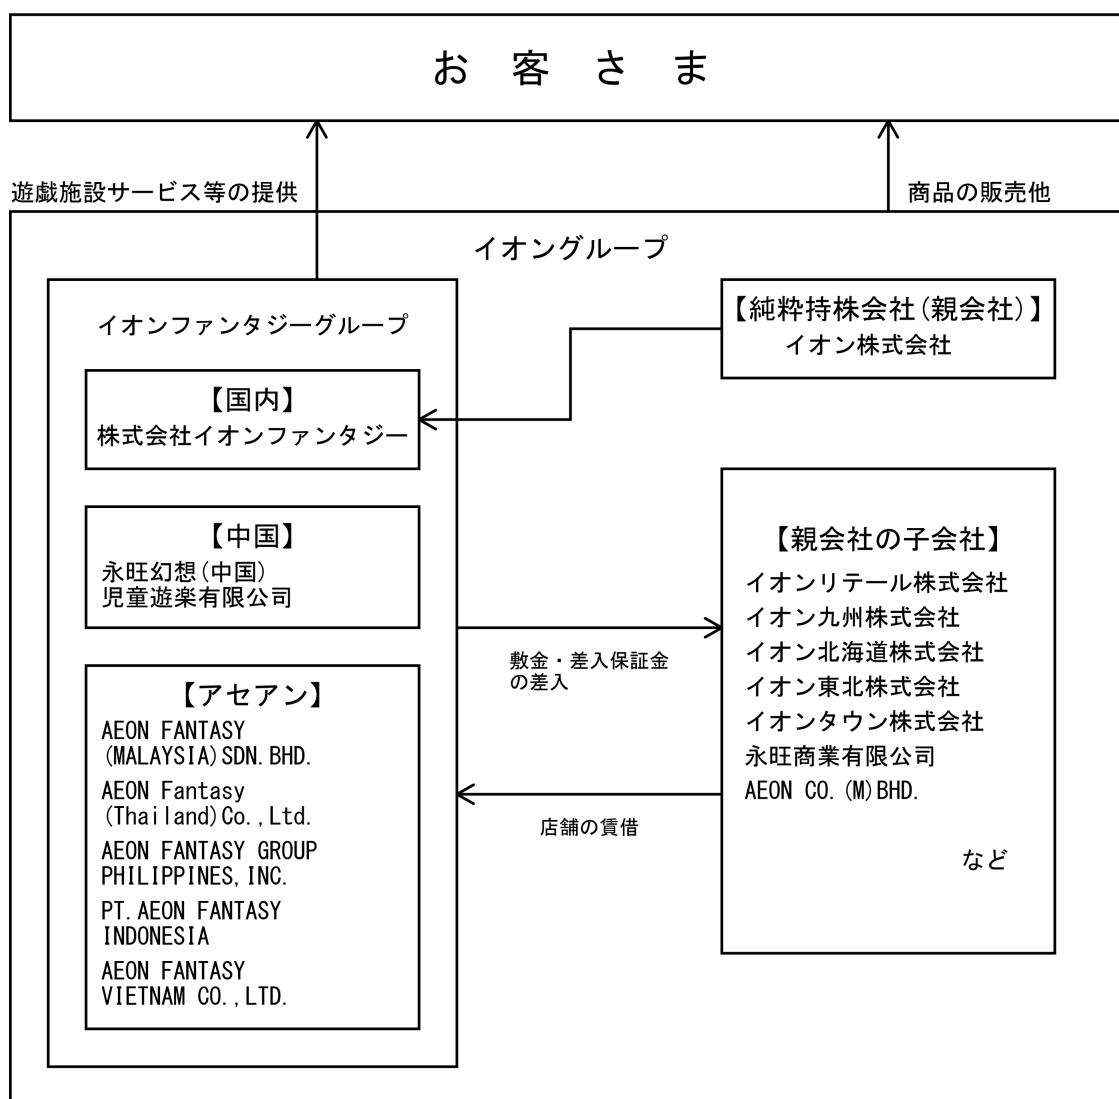 お客さま
遊戯施設サービス等の提供
商品の販売他
イオングループ
イオンファンタジーグループ
【国内】
株式会社イオンファンタジー
【中国】
永旺幻想(中国)
児童遊楽有限公司
【アセアン】
AEON FANTASY
(MALAYSIA)SDN.BHD.
AEON Fantasy
(Thailand)Co.,Ltd.
AEON FANTASY GROUP
PHILIPPINES,INC.
PT.AEON FANTASY
INDONESIA
AEON FANTASY
VIETNAM CO.,LTD.
【純粋持株会社(親会社)】
イオン株式会社
敷金・差入保証金
の差入
店舗の賃借
【親会社の子会社】
イオンリテール株式会社
イオン九州株式会社
イオン北海道株式会社
イオン東北株式会社
イオンタウン株式会社
永旺商業有限公司
AEON CO.(M)BHD.
など